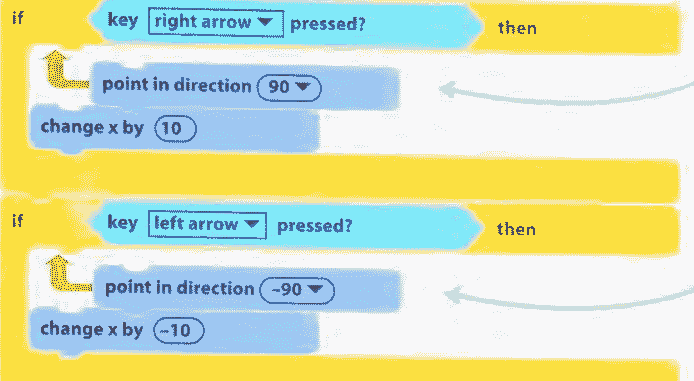 if key right arrow pressed? then
point in direction 90
change x by 10
if key left arrow pressed? then
point in direction -90
change x by -10